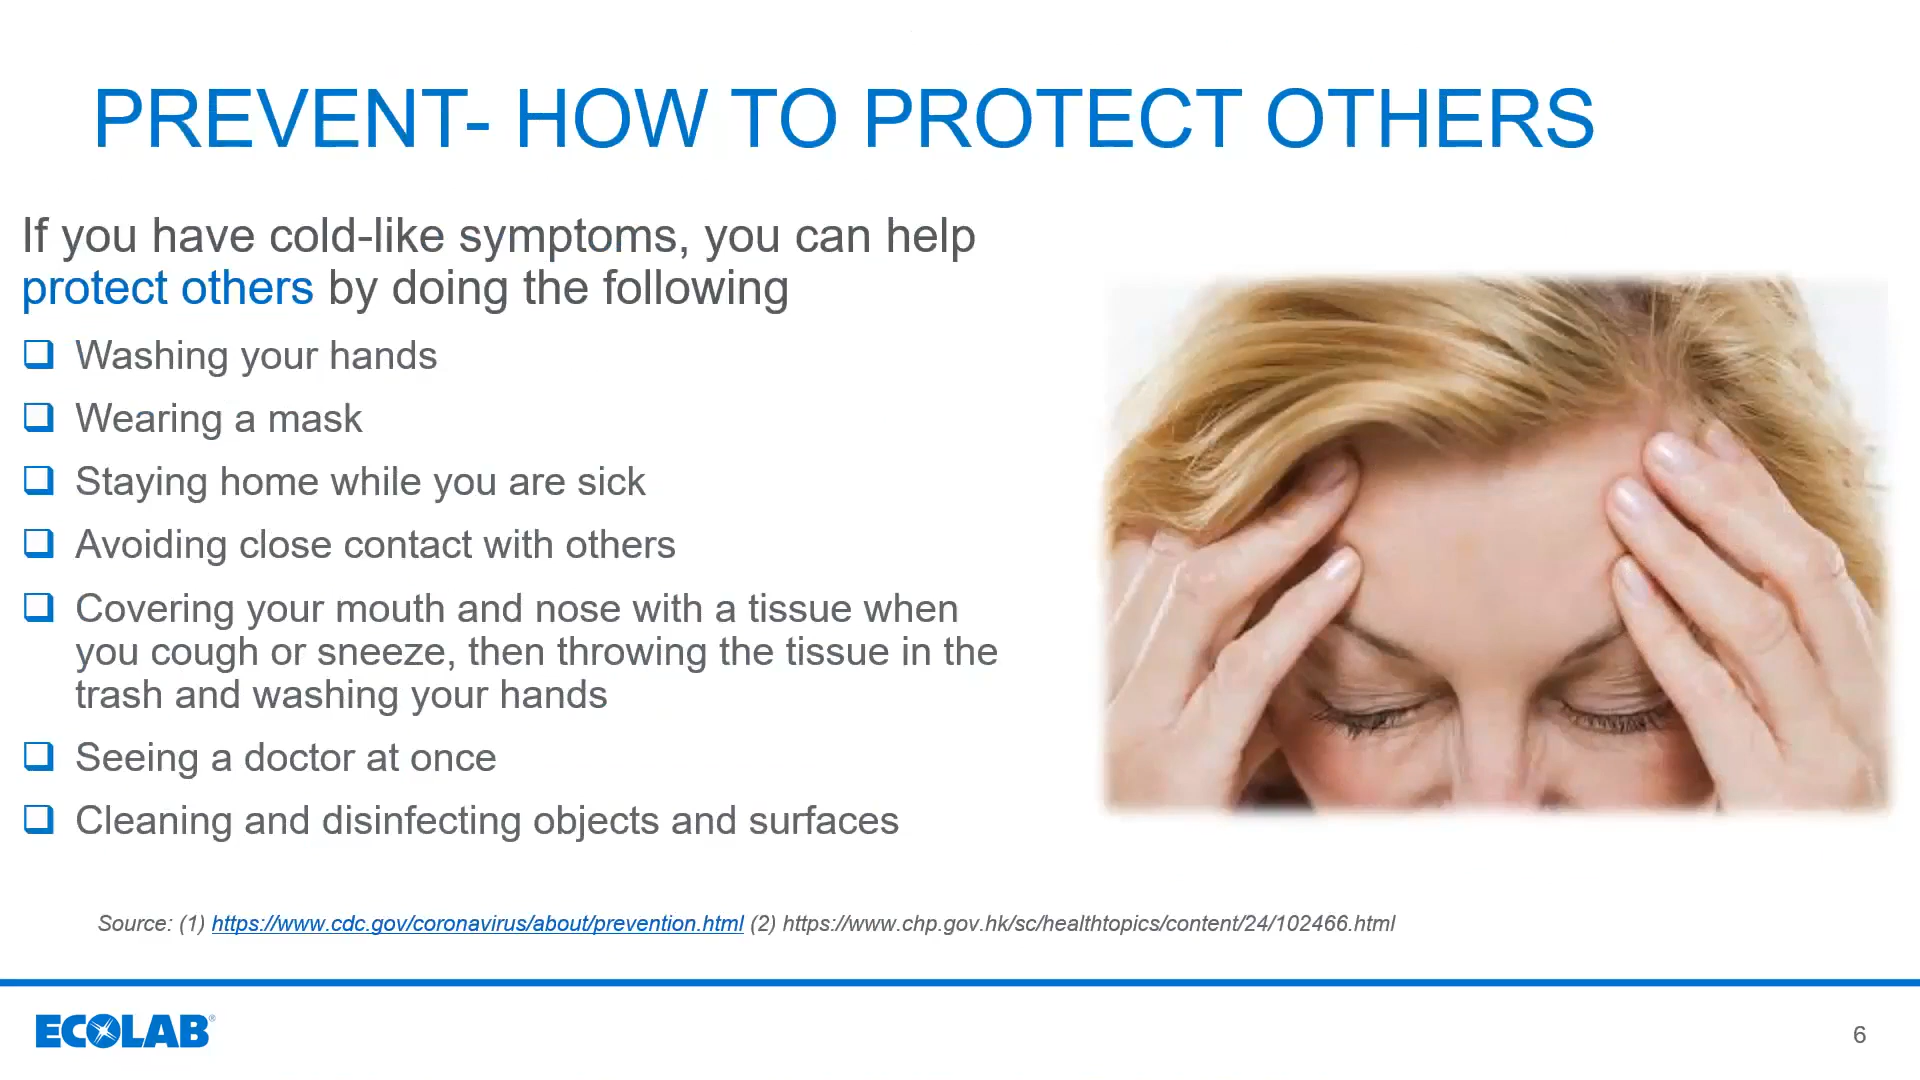 PREVENT- HOW TO PROTECT OTHERS
If you have cold-like symptoms, you can help
protect others by doing the following
Washing your hands
Wearing a mask
Staying home while you are sick
Avoiding close contact with others
Covering your mouth and nose with a tissue when
you cough or sneeze, then throwing the tissue in the
trash and washing your hands
Seeing a doctor at once
Cleaning and disinfecting objects and surfaces
Source: (1) https://www.cdc.gov/coronavirus/about/prevention.html (2) https://www.chp.gov.hk/sc/healthtopics/content/24/102466.html
ECOLAB®
6